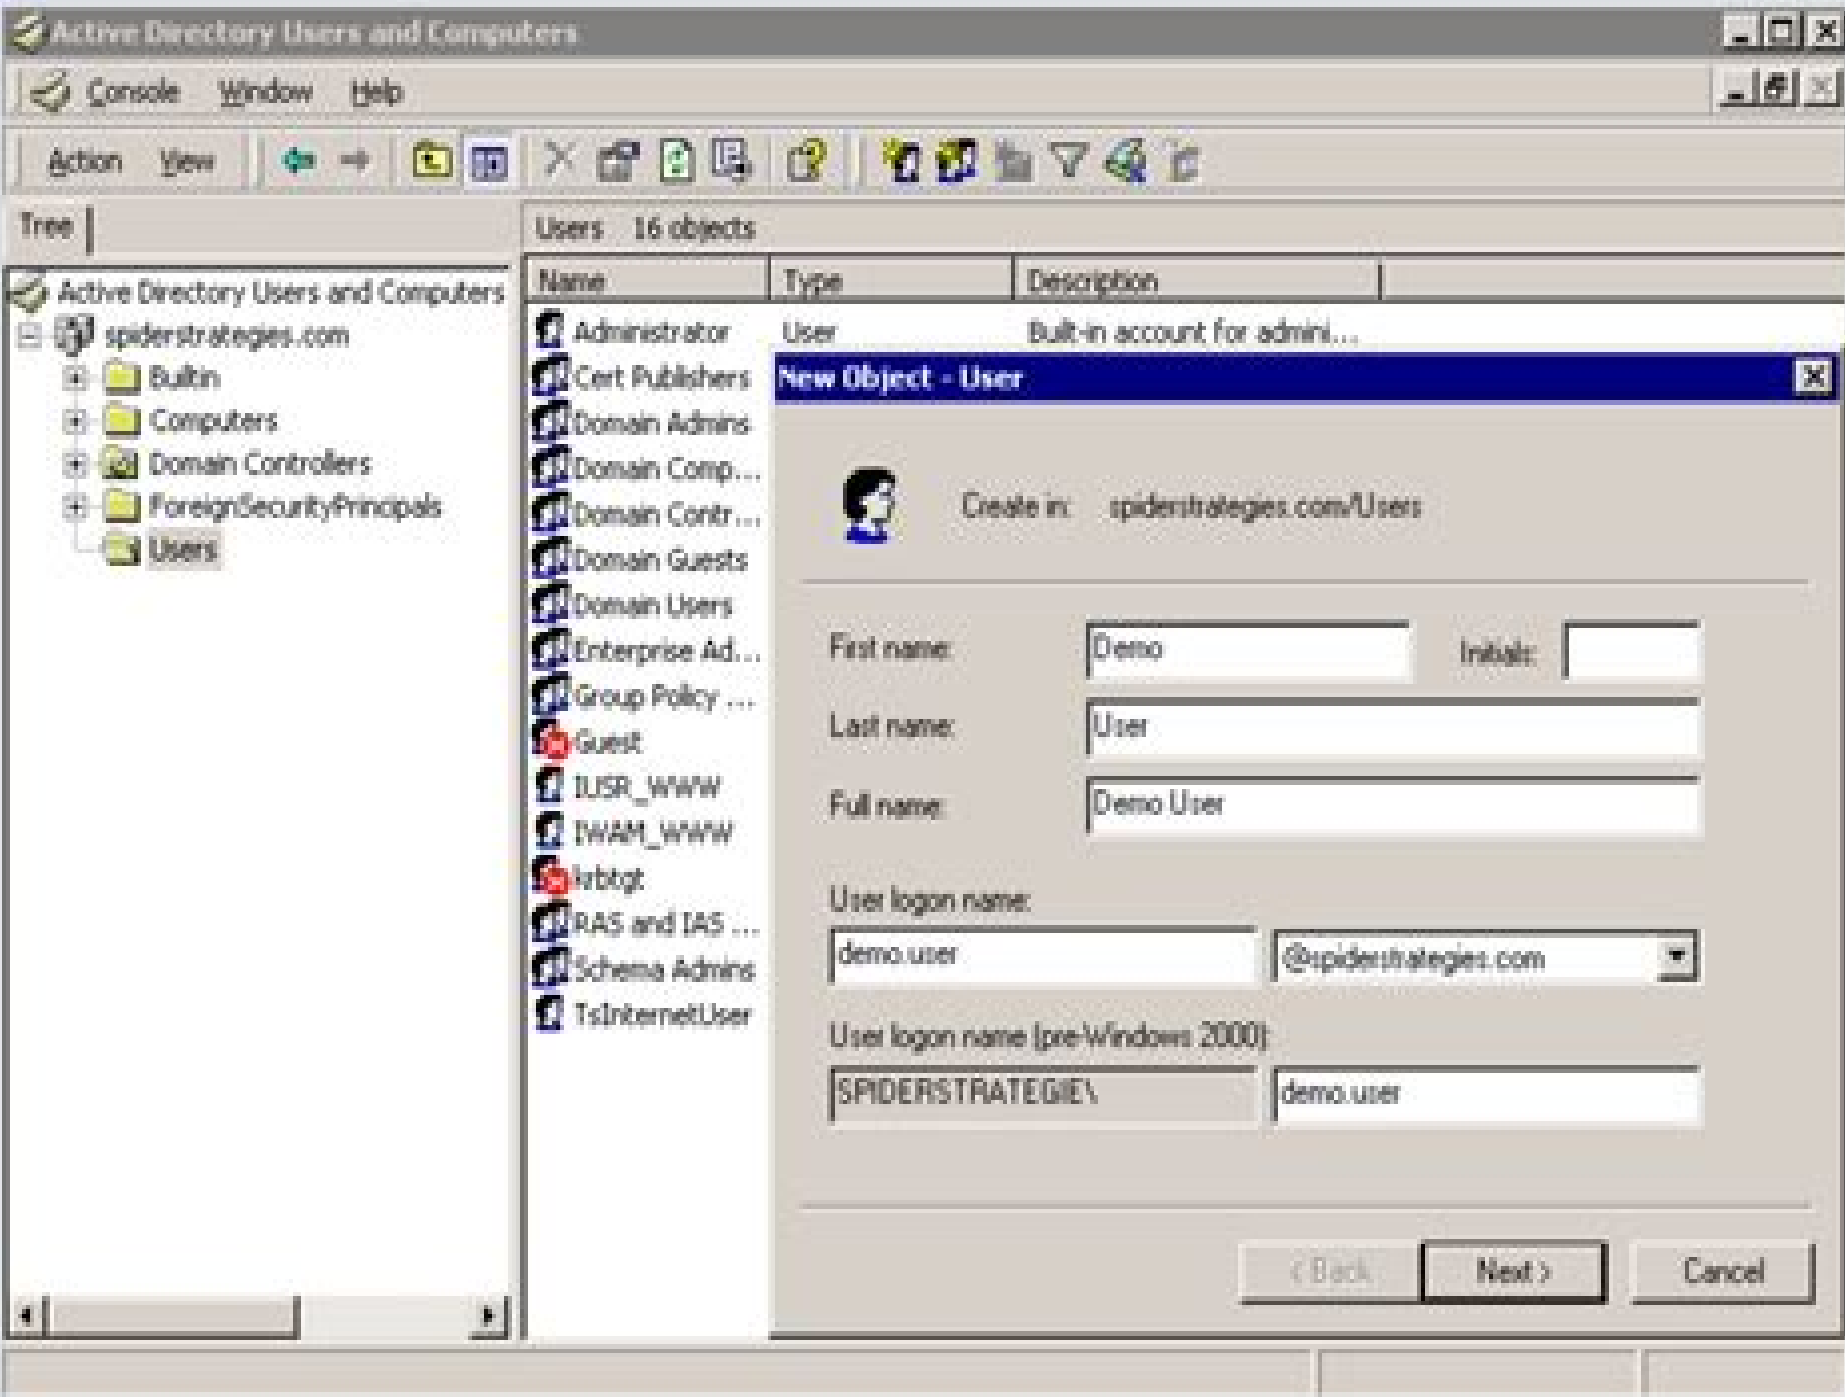 Active Directory Users and Computers
Console Window Help
Action View
Tree
Users 16 objects
Name Type Description
Active Directory Users and Computers
spiderstrategies.com
Builtin
Computers
Domain Controllers
ForeignSecurityPrincipals
Users
Administrator User Built-in account for admini...
Cert Publishers
Domain Admins
Domain Comp...
Domain Contr...
Domain Guests
Domain Users
Enterprise Ad...
Group Policy ...
Guest
IUSR_WWW
IWAM_WWW
krbtgt
RAS and IAS ...
Schema Admins
TsInternetUser
New Object - User
Create in: spiderstrategies.com/Users
First name: Demo Initials:
Last name: User
Full name: Demo User
User logon name:
demo.user @spiderstrategies.com
User logon name (pre-Windows 2000):
SPIDERSTRATEGIE\ demo.user
< Back Next > Cancel